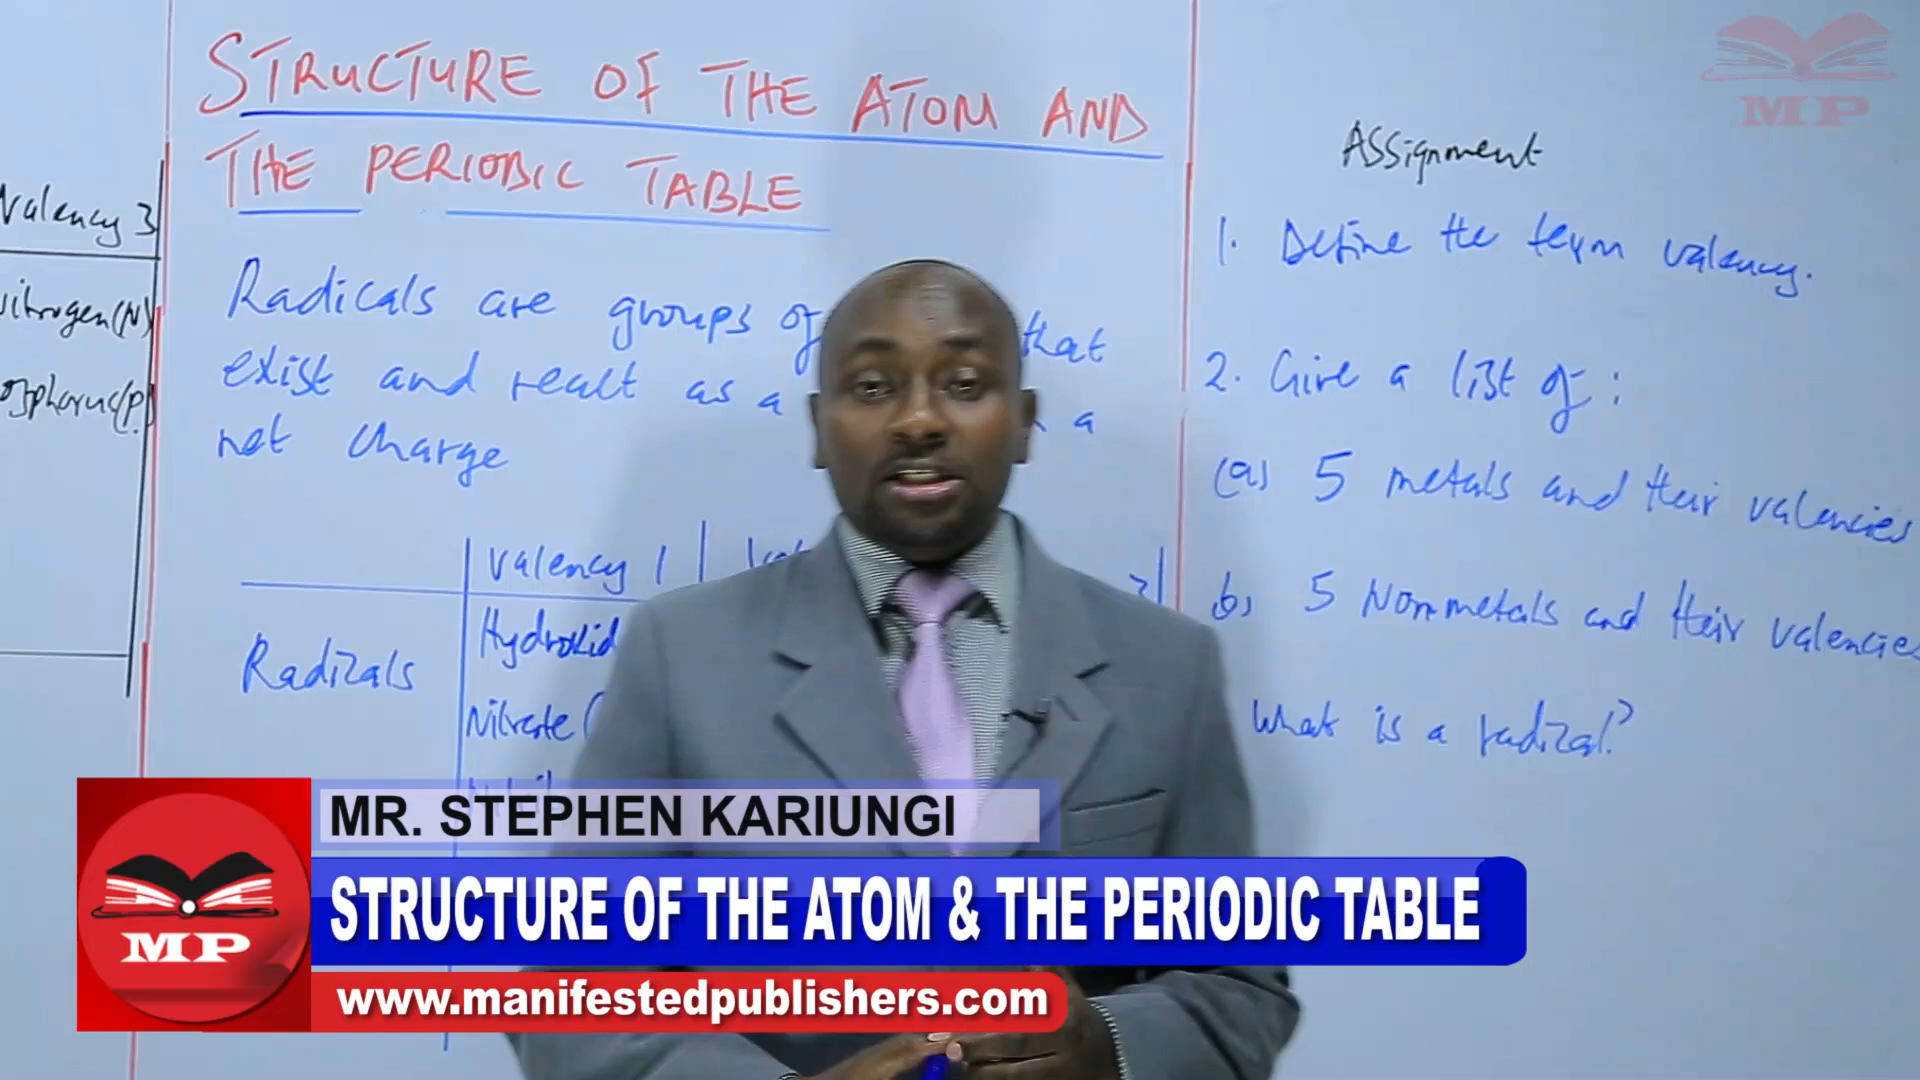 STRUCTURE OF THE ATOM AND
THE PERIODIC TABLE
Valency 3
Radicals are groups of that
exist and react as a a
net charge
valency 1
Radicals
Nitrate (
Assignment
1. Define the term valency.
2. Give a list of :
(a) 5 metals and their valencies
b) 5 Nonmetals and their valencies
What is a radical?
MP
MR. STEPHEN KARIUNGI
STRUCTURE OF THE ATOM & THE PERIODIC TABLE
www.manifestedpublishers.com
MP